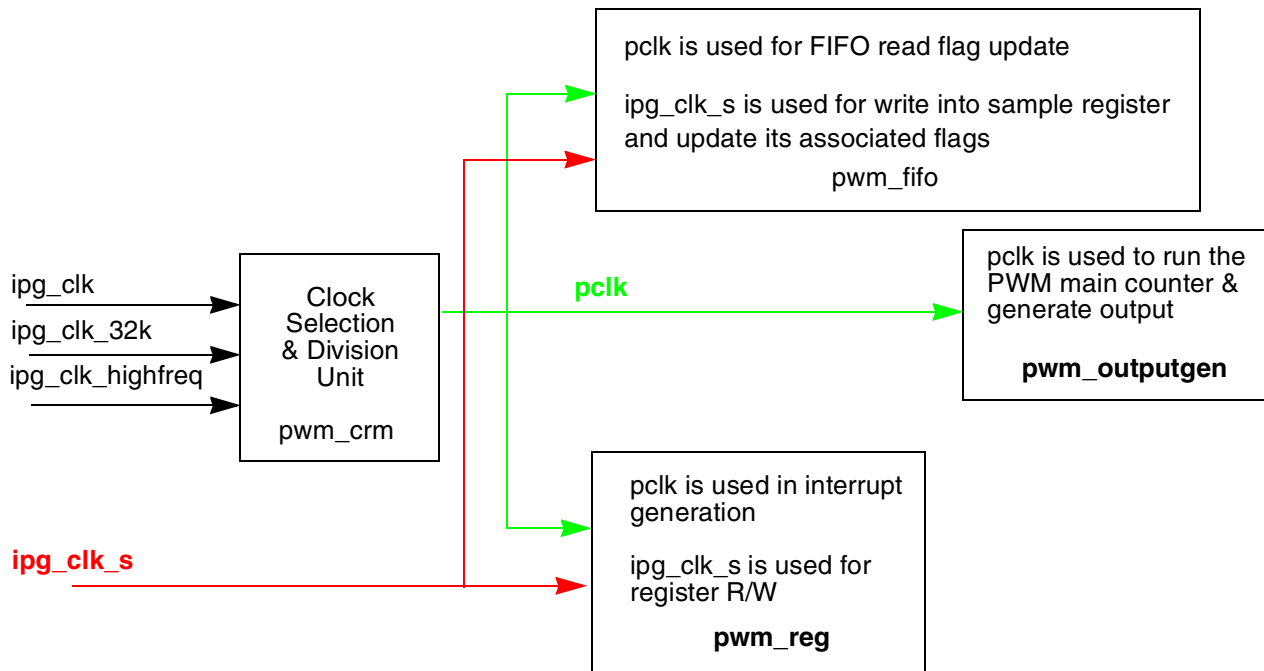 pclk is used for FIFO read flag update
ipg_clk_s is used for write into sample register
and update its associated flags
pwm_fifo
ipg_clk
ipg_clk_32k
ipg_clk_highfreq
Clock
Selection
& Division
Unit
pwm_crm
pclk
pclk is used to run the
PWM main counter &
generate output
pwm_outputgen
ipg_clk_s
pclk is used in interrupt
generation
ipg_clk_s is used for
register R/W
pwm_reg